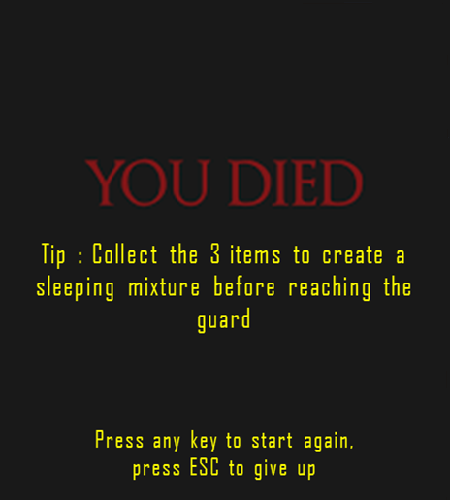 YOU DIED
Tip : Collect the 3 items to create a
sleeping mixture before reaching the
guard
Press any key to start again,
press ESC to give up